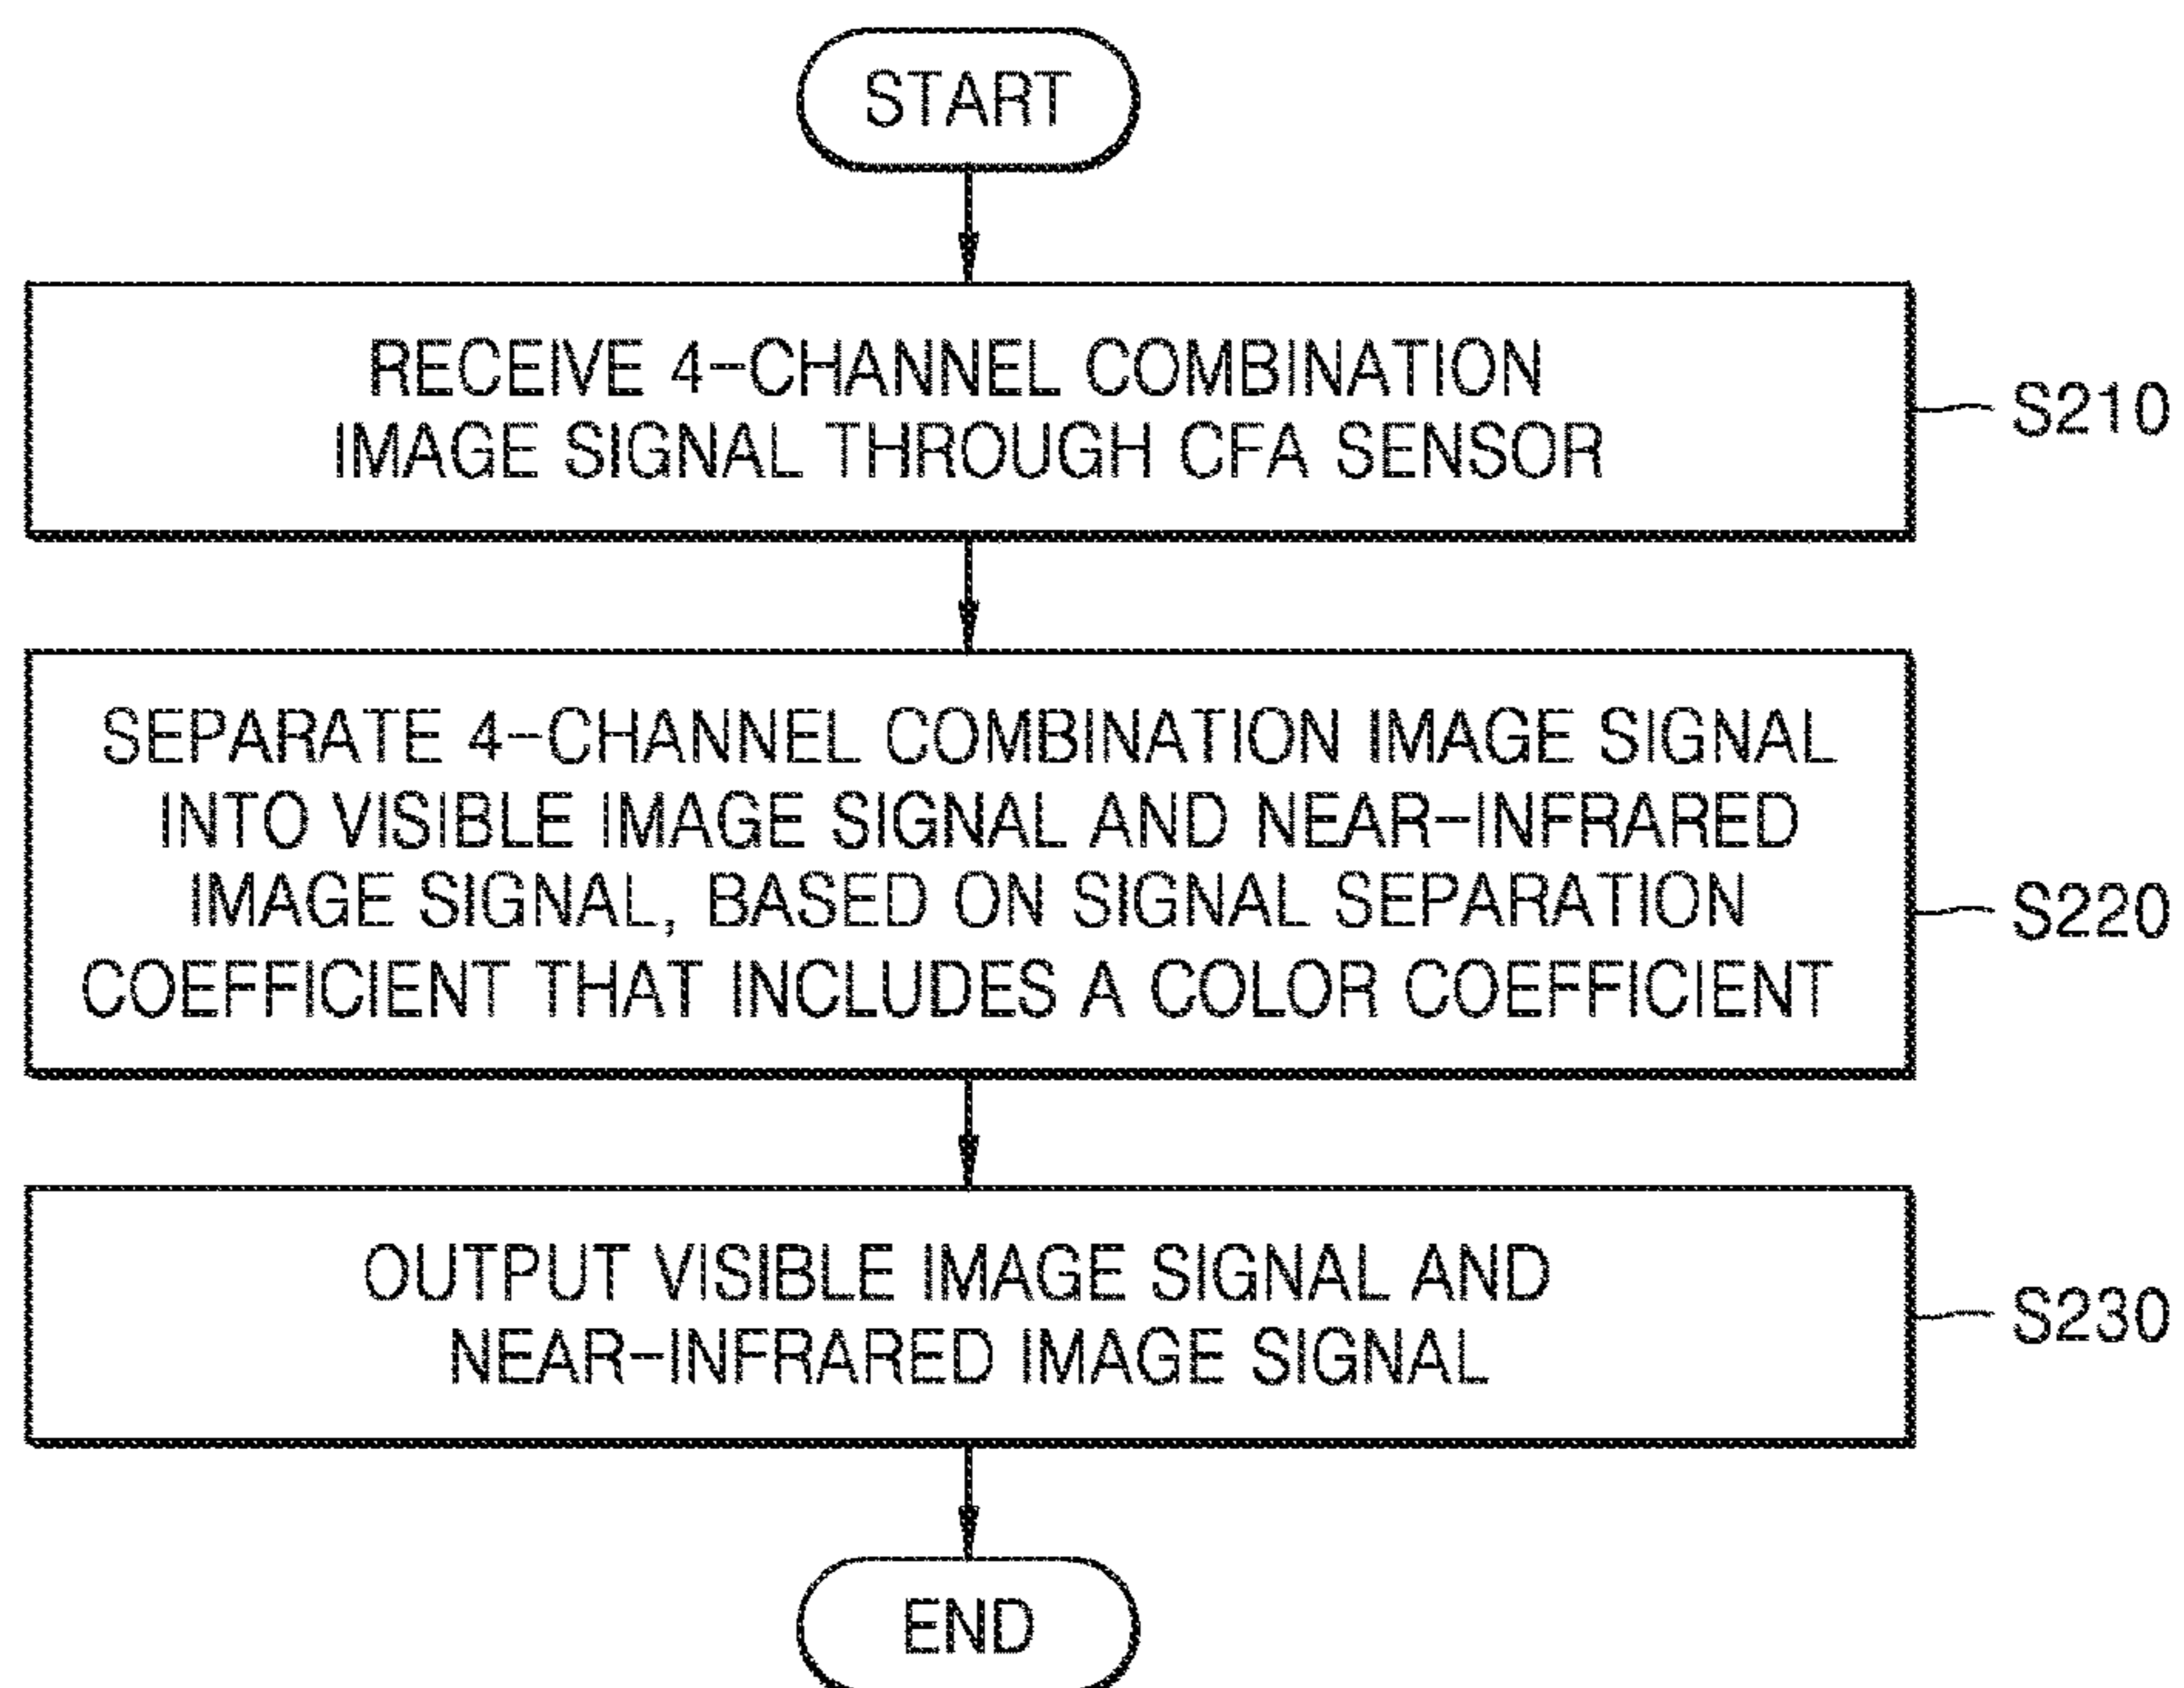 START
RECEIVE 4-CHANNEL COMBINATION
IMAGE SIGNAL THROUGH CFA SENSOR
S210
SEPARATE 4-CHANNEL COMBINATION IMAGE SIGNAL
INTO VISIBLE IMAGE SIGNAL AND NEAR-INFRARED
IMAGE SIGNAL, BASED ON SIGNAL SEPARATION
COEFFICIENT THAT INCLUDES A COLOR COEFFICIENT
S220
OUTPUT VISIBLE IMAGE SIGNAL AND
NEAR-INFRARED IMAGE SIGNAL
S230
END